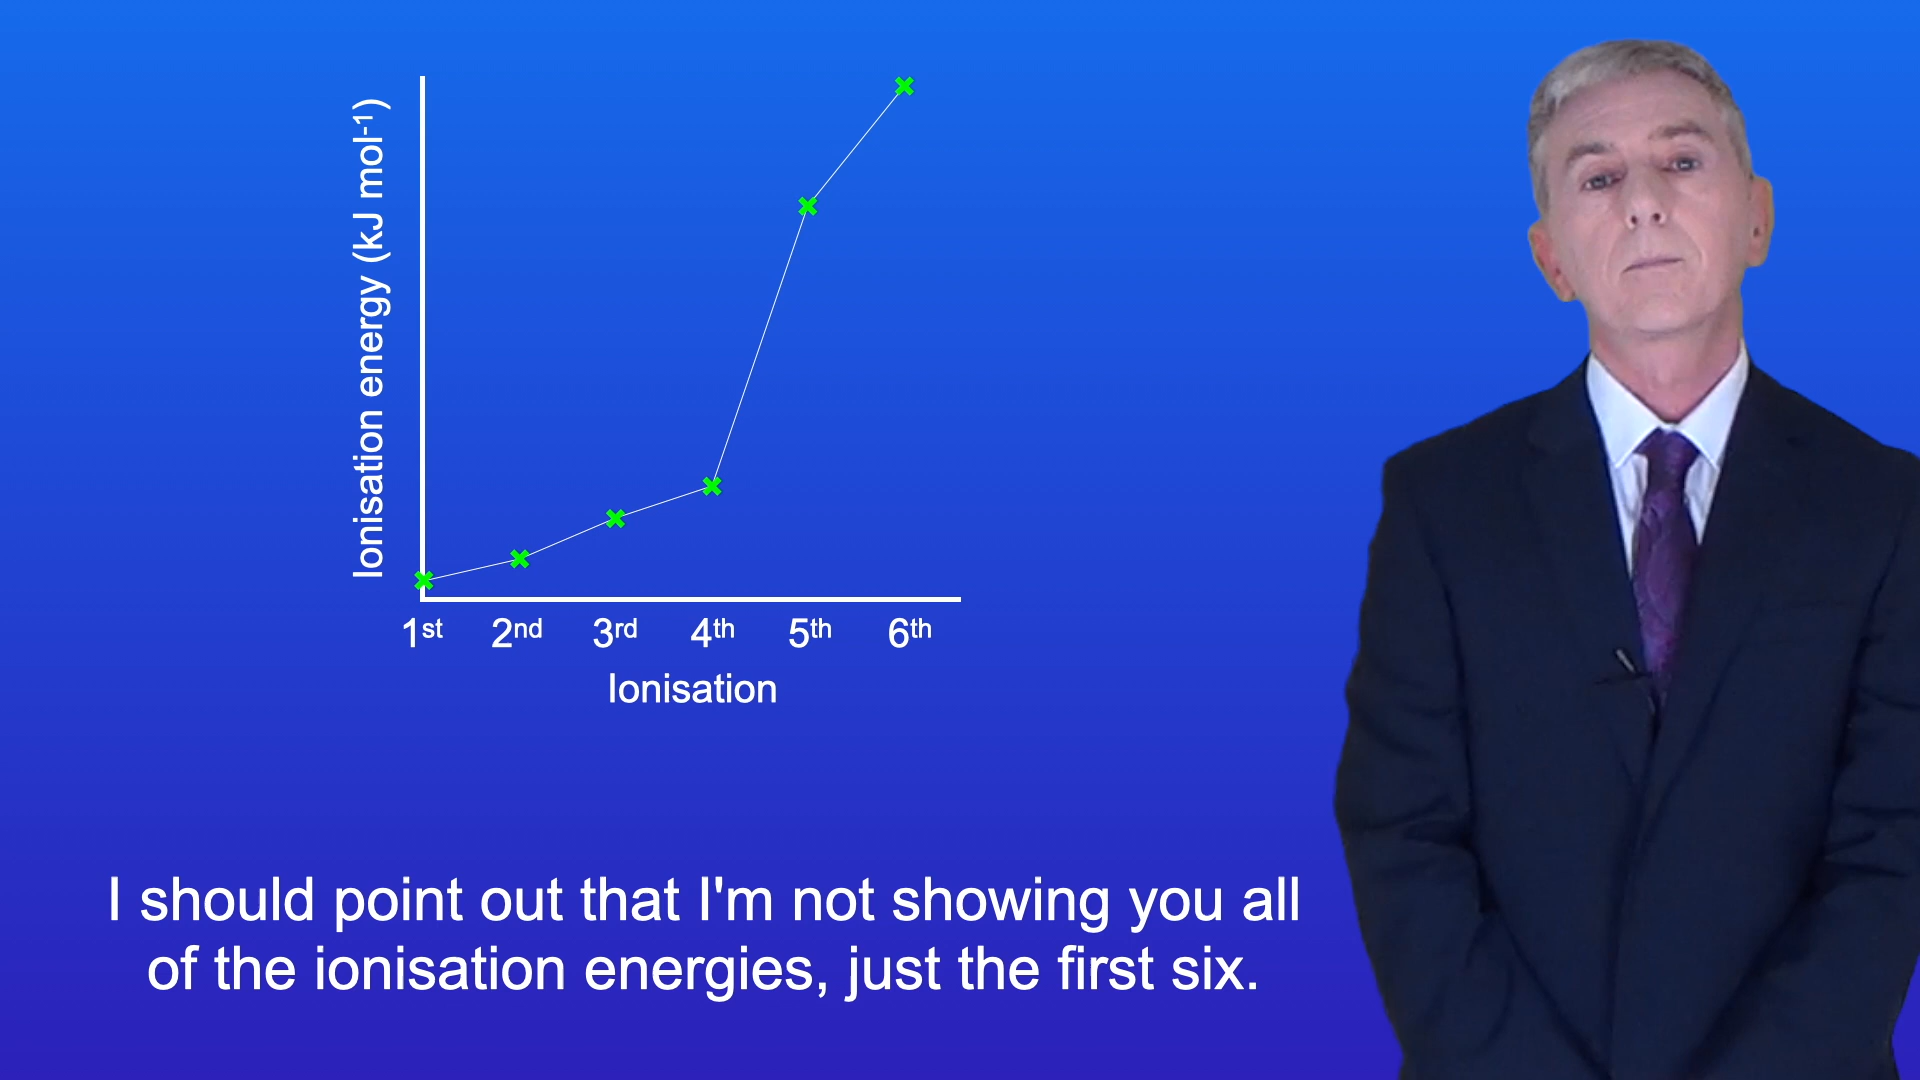 Ionisation energy (kJ mol-1)
1st 2nd 3rd 4th 5th 6th
Ionisation
I should point out that I'm not showing you all
of the ionisation energies, just the first six.